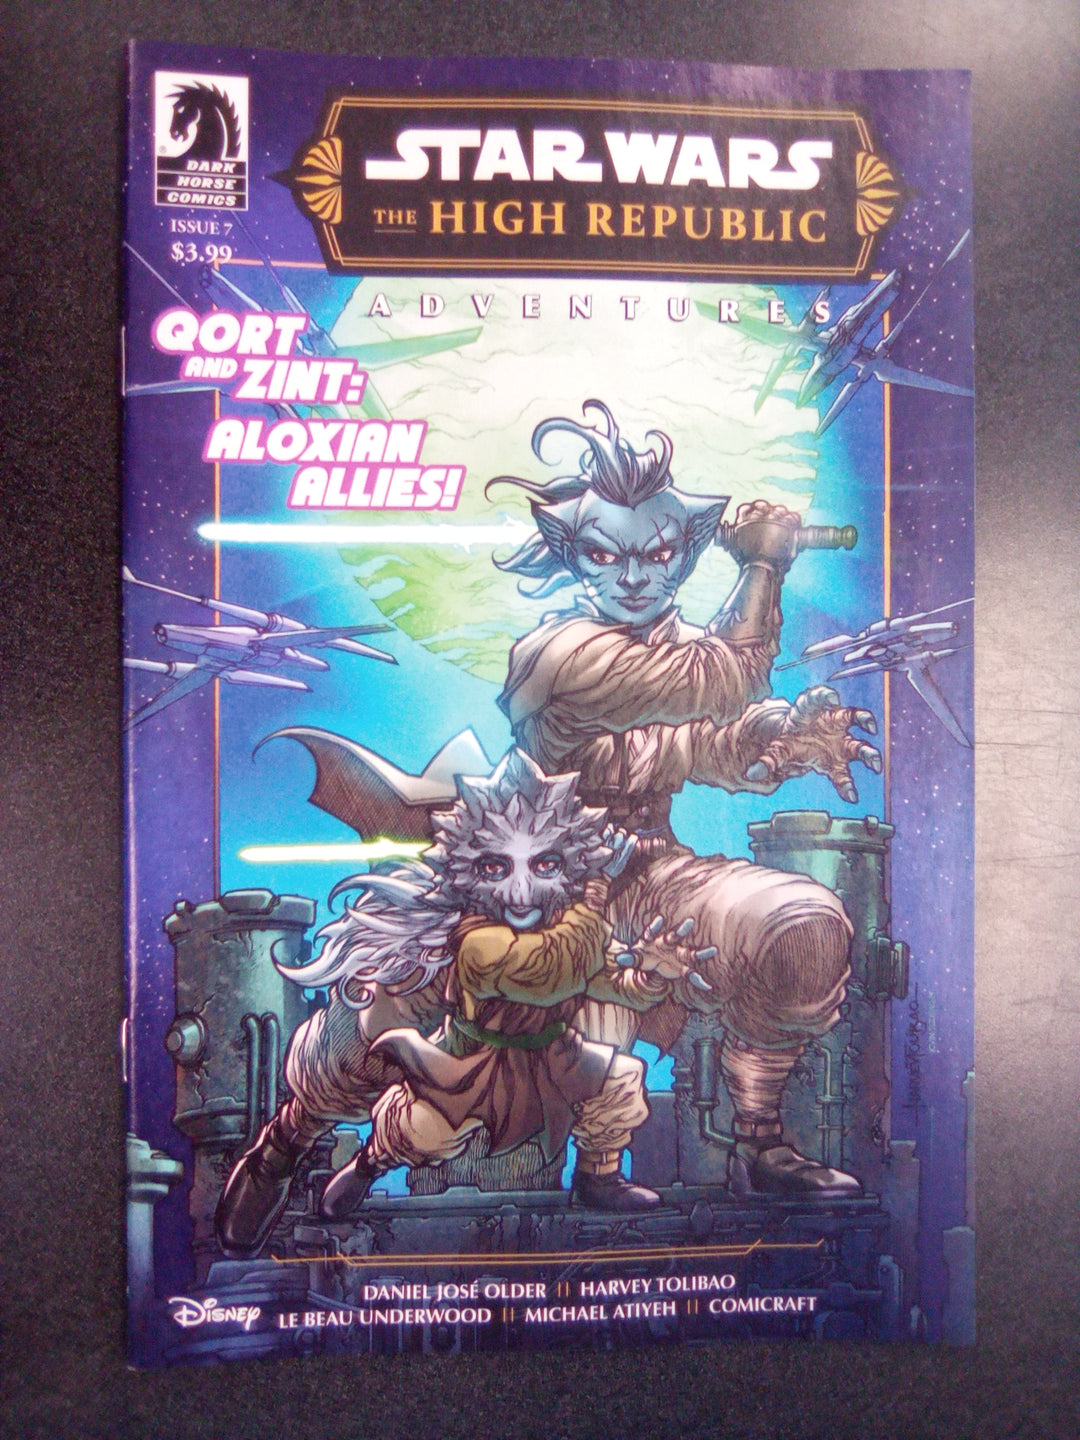 DARK
HORSE
COMICS
ISSUE 7
$3.99
STAR WARS
THE HIGH REPUBLIC
ADVENTURES
QORT
AND ZINT:
ALOXIAN
ALLIES!
DANIEL JOSÉ OLDER || HARVEY TOLIBAO
LE BEAU UNDERWOOD || MICHAEL ATIYEH || COMICRAFT
Disney